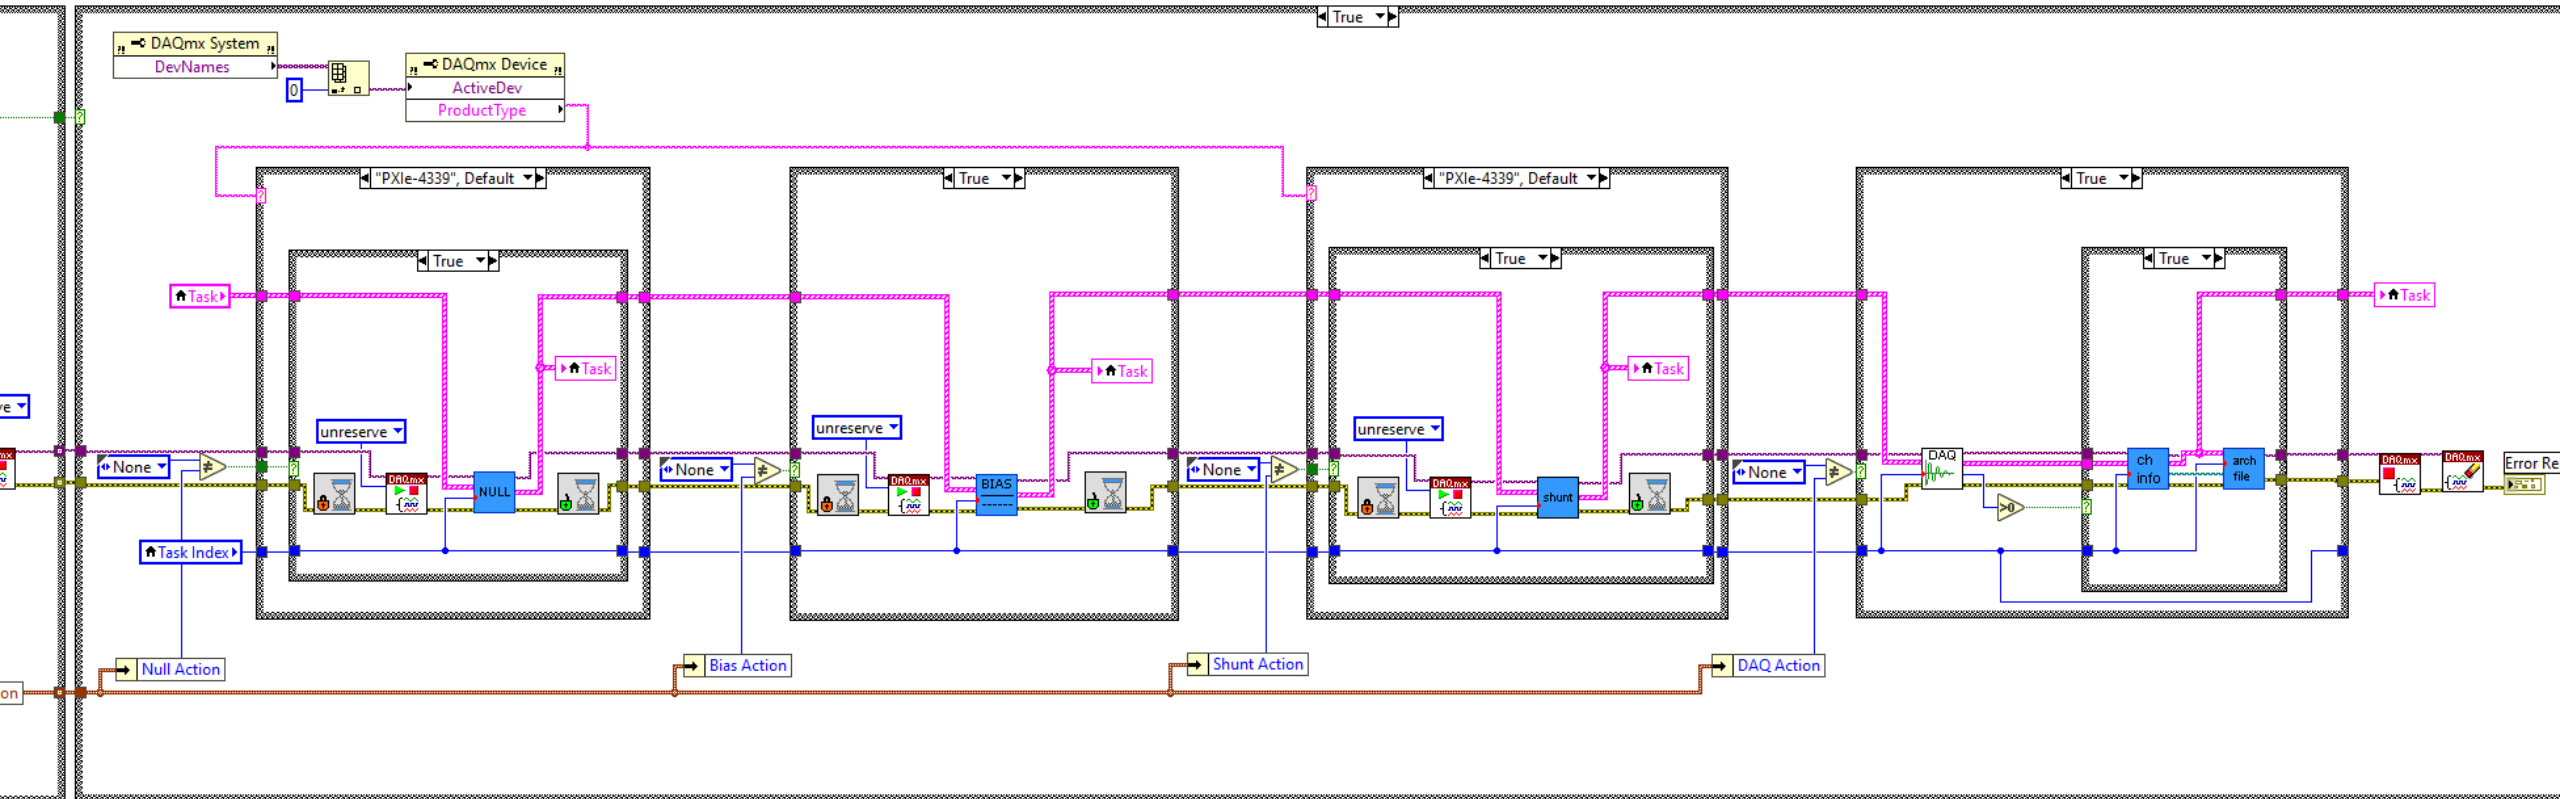 True
DAQmx System
DevNames
0
DAQmx Device
ActiveDev
ProductType
"PXIe-4339", Default
True
"PXIe-4339", Default
True
True
True
True
Task
Task
Task
Task
Task
unreserve
unreserve
unreserve
None
None
None
None
DAQmx
NULL
DAQmx
BIAS
DAQmx
shunt
DAQ
>0
ch
info
arch
file
DAQmx
DAQmx
Error Re
Task Index
Null Action
Bias Action
Shunt Action
DAQ Action
on